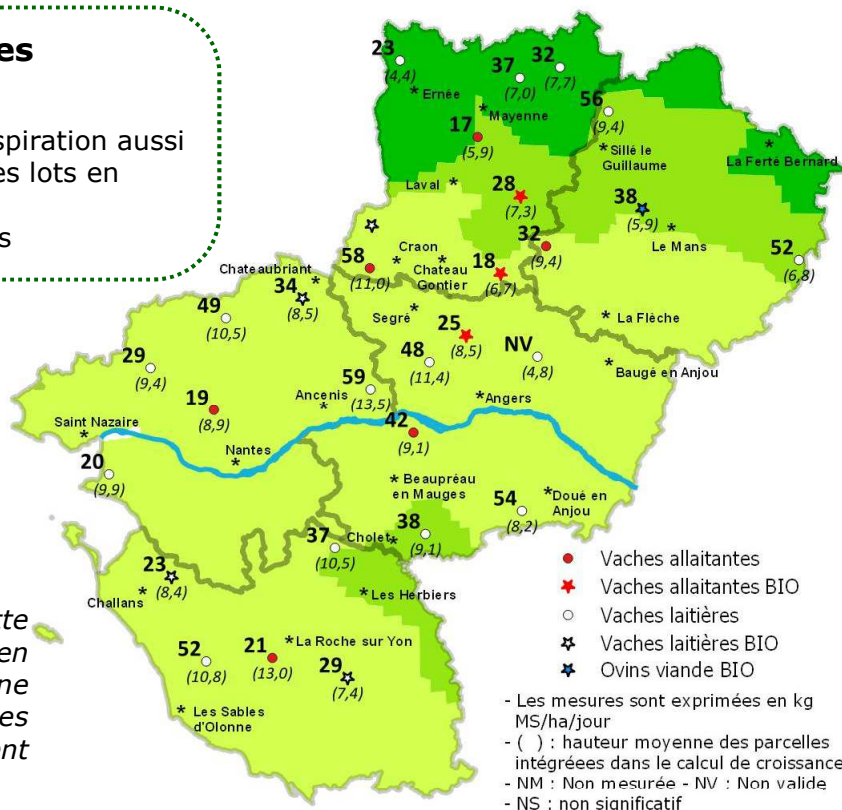 es
spiration aussi
es lots en
s
23
(4,4)
* Ernée
37
(7,0)
32
(7,7)
* Mayenne
56
(9,4)
17
(5,9)
* Sillé le
Guillaume
*
La Ferté Bernard
Laval *
28
(7,3)
38
(5,9)
*
Le Mans
58
(11,0)
*
Craon
*
Chateau
Gontier
18
(6,7)
32
(9,4)
52
(6,8)
Chateaubriant *
34
(8,5)
49
(10,5)
Segré *
25
(8,5)
* La Flèche
29
(9,4)
48
(11,4)
NV
(4,8)
* Baugé en Anjou
19
(8,9)
59
(13,5)
Ancenis
*
* Angers
Saint Nazaire
*
42
(9,1)
Nantes
*
20
(9,9)
* Beaupréau
en Mauges
54
(8,2)
* Doué en
Anjou
38
(9,1)
Cholet *
37
(10,5)
23
(8,4)
Challans *
* Les Herbiers
52
(10,8)
21
(13,0)
* La Roche sur Yon
29
(7,4)
* Les Sables
d'Olonne
tte
en
ne
es
ent
Vaches allaitantes
Vaches allaitantes BIO
Vaches laitières
Vaches laitières BIO
Ovins viande BIO
- Les mesures sont exprimées en kg
MS/ha/jour
- ( ) : hauteur moyenne des parcelles
intégréees dans le calcul de croissance
- NM : Non mesurée - NV : Non valide
- NS : non significatif